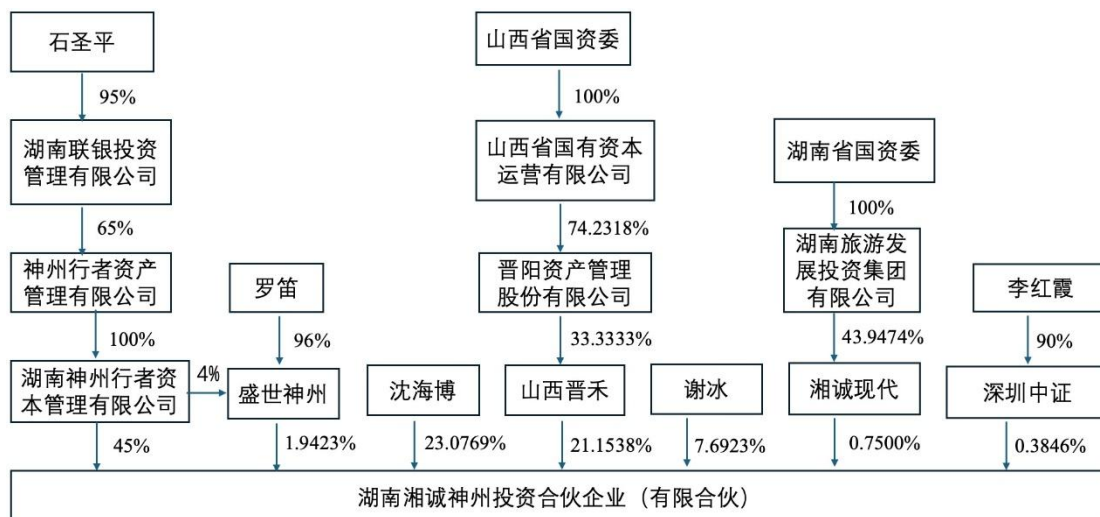 石圣平
山西省国资委
95%
100%
湖南联银投资
管理有限公司
山西省国有资本
运营有限公司
湖南省国资委
65%
74.2318%
100%
神州行者资产
管理有限公司
罗笛
晋阳资产管理
股份有限公司
湖南旅游发
展投资集团
有限公司
李红霞
100%
96%
33.3333%
43.9474%
90%
湖南神州行者资
本管理有限公司
4%
盛世神州
沈海博
山西晋禾
谢冰
湘诚现代
深圳中证
45%
1.9423%
23.0769%
21.1538%
7.6923%
0.7500%
0.3846%
湖南湘诚神州投资合伙企业（有限合伙）